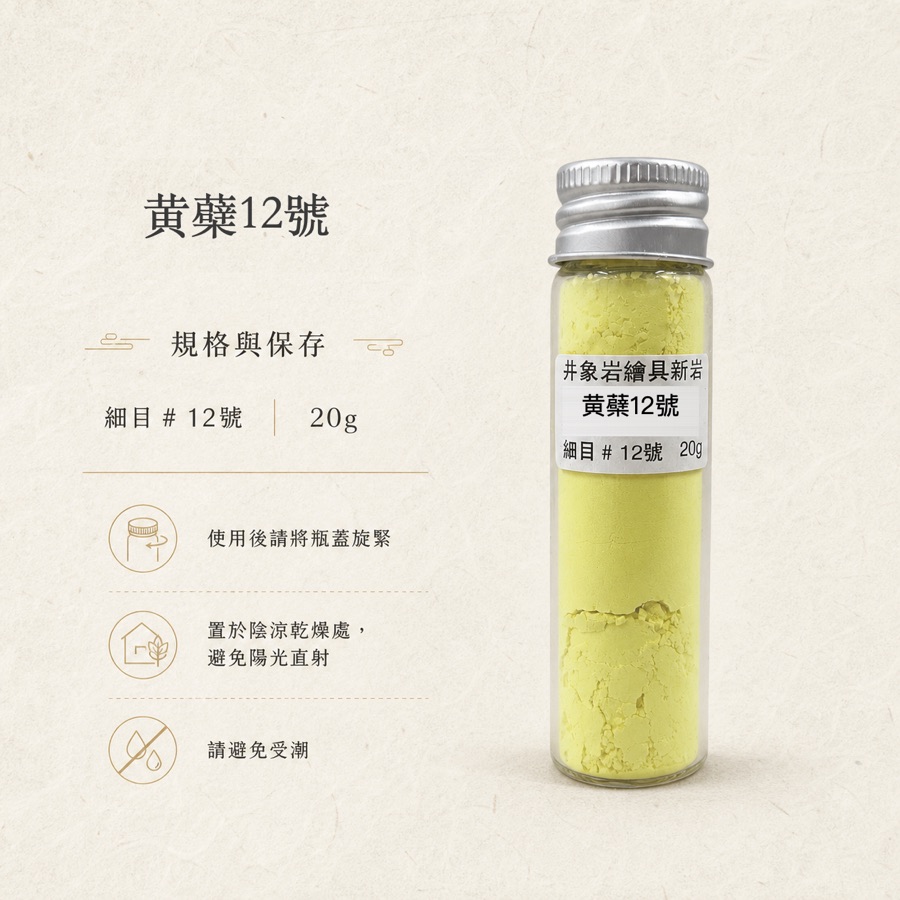 黄蘗12號
規格與保存
細目 # 12號
20g
使用後請將瓶蓋旋緊
置於陰涼乾燥處，
避免陽光直射
請避免受潮
井象岩繪具新岩
黄蘗12號
細目 # 12號 20g